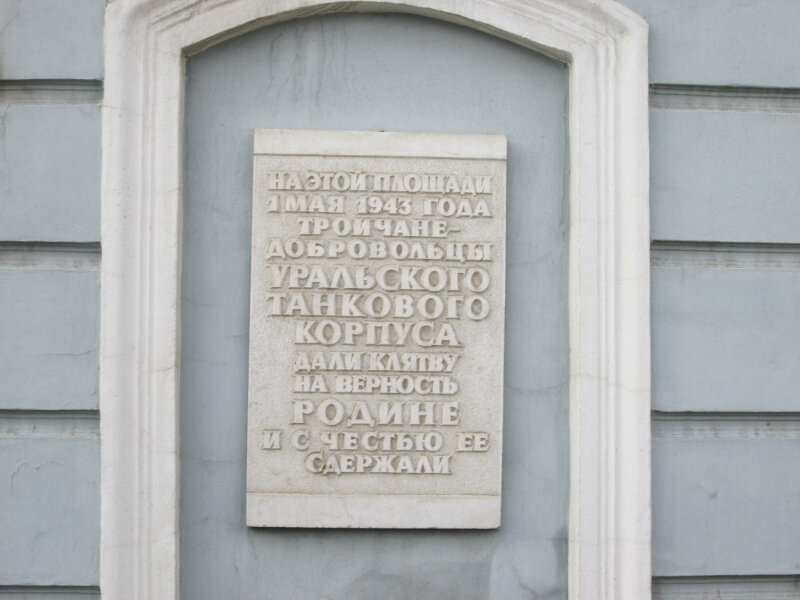 НА ЭТОЙ ПЛОЩАДИ
1 МАЯ 1943 ГОДА
ТРОИЧАНЕ-
ДОБРОВОЛЬЦЫ
УРАЛЬСКОГО
ТАНКОВОГО
КОРПУСА
ДАЛИ КЛЯТВУ
НА ВЕРНОСТЬ
РОДИНЕ
И С ЧЕСТЬЮ ЕЕ
СДЕРЖАЛИ